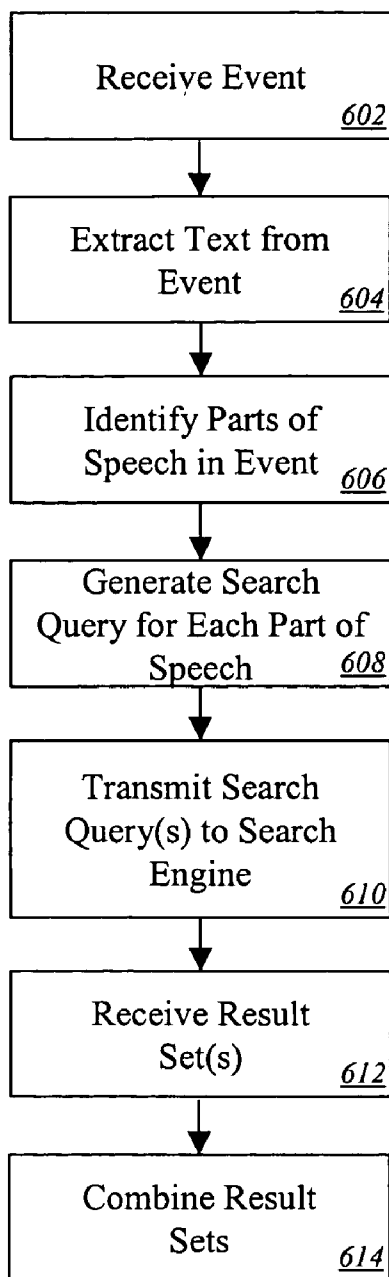 Receive Event
602
Extract Text from
Event
604
Identify Parts of
Speech in Event
606
Generate Search
Query for Each Part of
Speech
608
Transmit Search
Query(s) to Search
Engine
610
Receive Result
Set(s)
612
Combine Result
Sets
614